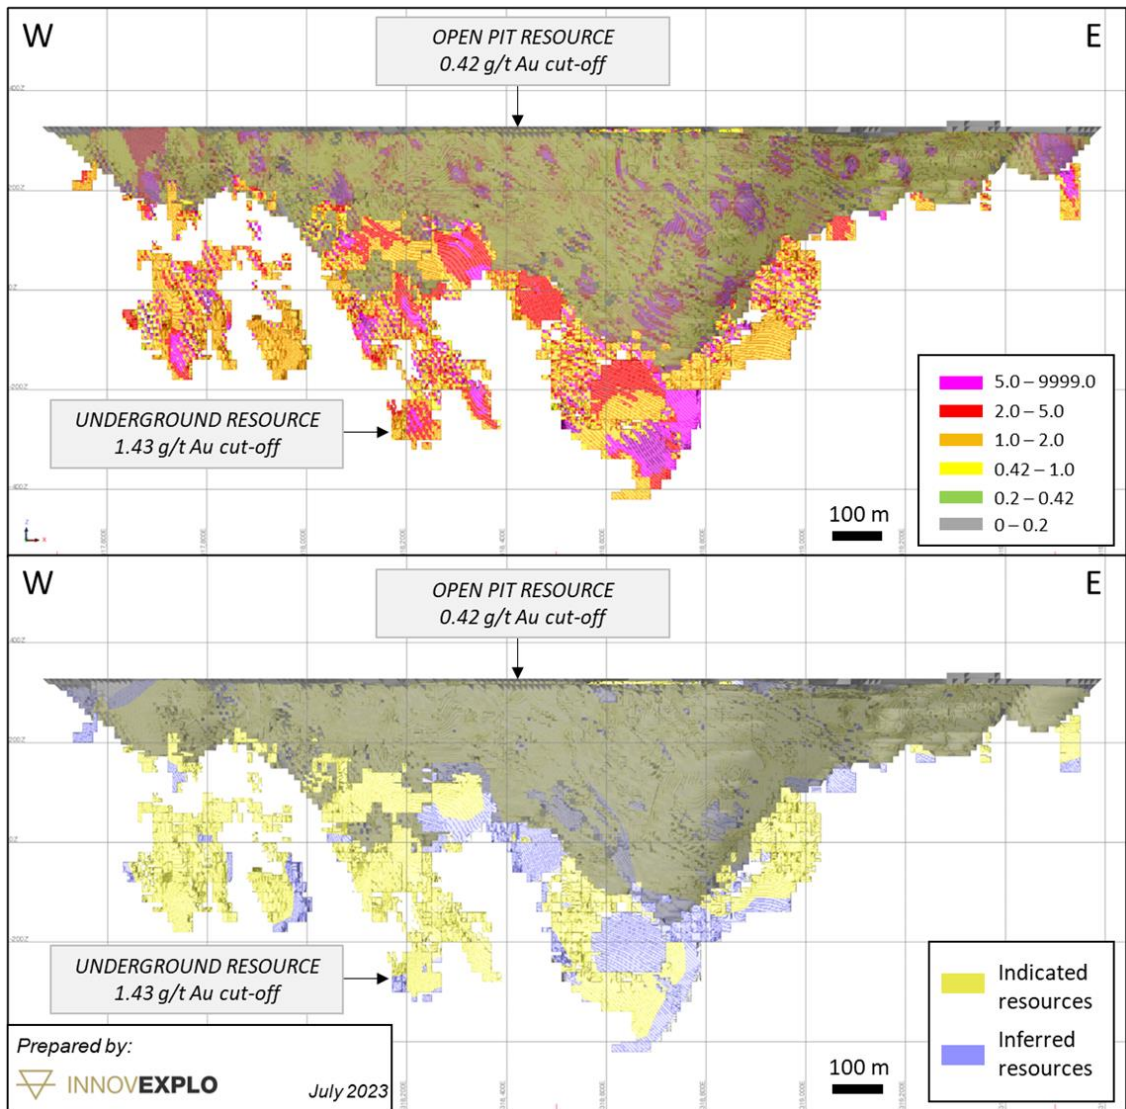 W
E
OPEN PIT RESOURCE
0.42 g/t Au cut-off
UNDERGROUND RESOURCE
1.43 g/t Au cut-off
5.0 – 9999.0
2.0 – 5.0
1.0 – 2.0
0.42 – 1.0
0.2 – 0.42
0 – 0.2
100 m
W
E
OPEN PIT RESOURCE
0.42 g/t Au cut-off
UNDERGROUND RESOURCE
1.43 g/t Au cut-off
Indicated
resources
Inferred
resources
Prepared by:
INNOVEXPLO
July 2023
100 m